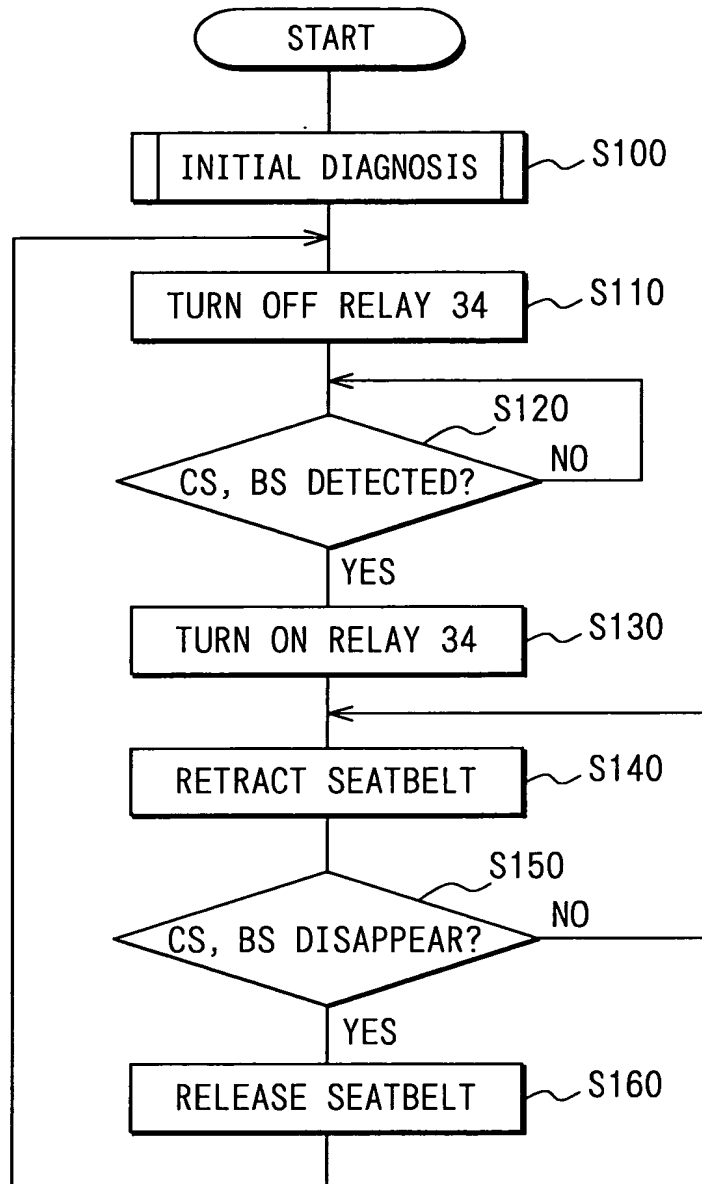 START
INITIAL DIAGNOSIS
S100
TURN OFF RELAY 34
S110
S120
CS, BS DETECTED?
NO
YES
TURN ON RELAY 34
S130
RETRACT SEATBELT
S140
S150
CS, BS DISAPPEAR?
NO
YES
RELEASE SEATBELT
S160